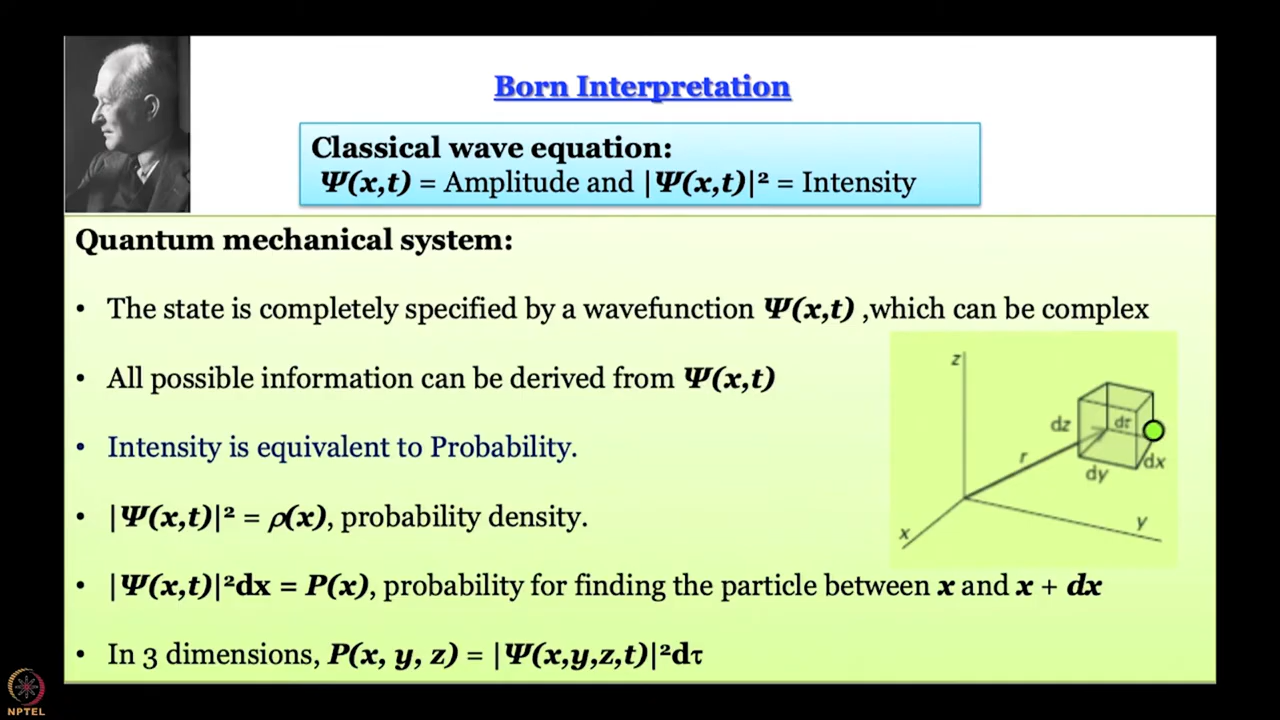 Born Interpretation
Classical wave equation:
Ψ(x,t) = Amplitude and |Ψ(x,t)|² = Intensity
Quantum mechanical system:
• The state is completely specified by a wavefunction Ψ(x,t) ,which can be complex
• All possible information can be derived from Ψ(x,t)
• Intensity is equivalent to Probability.
• |Ψ(x,t)|² = ρ(x), probability density.
• |Ψ(x,t)|²dx = P(x), probability for finding the particle between x and x + dx
• In 3 dimensions, P(x, y, z) = |Ψ(x,y,z,t)|²dτ
z
dz
dτ
r
dx
dy
y
x
NPTEL